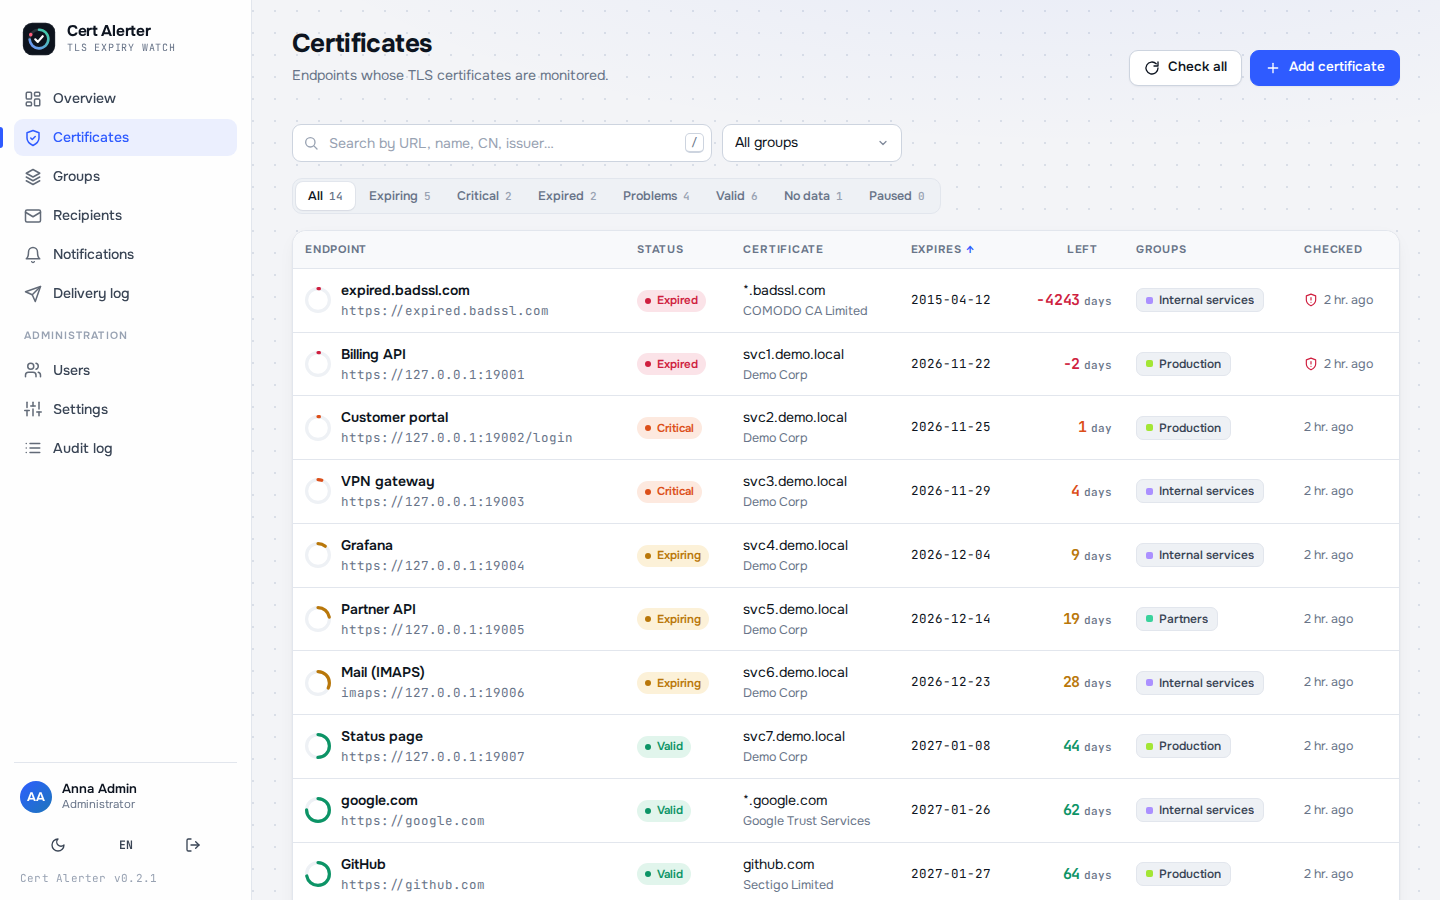 Cert Alerter
TLS EXPIRY WATCH
Overview
Certificates
Groups
Recipients
Notifications
Delivery log
ADMINISTRATION
Users
Settings
Audit log
AA
Anna Admin
Administrator
EN
Cert Alerter v0.2.1
Certificates
Endpoints whose TLS certificates are monitored.
Check all
Add certificate
Search by URL, name, CN, issuer...
/
All groups
All 14 Expiring 5 Critical 2 Expired 2 Problems 4 Valid 6 No data 1 Paused 0
ENDPOINT STATUS CERTIFICATE EXPIRES LEFT GROUPS CHECKED
expired.badssl.com
https://expired.badssl.com
Expired
*.badssl.com
COMODO CA Limited
2015-04-12
-4243 days
Internal services
2 hr. ago
Billing API
https://127.0.0.1:19001
Expired
svc1.demo.local
Demo Corp
2026-11-22
-2 days
Production
2 hr. ago
Customer portal
https://127.0.0.1:19002/login
Critical
svc2.demo.local
Demo Corp
2026-11-25
1 day
Production
2 hr. ago
VPN gateway
https://127.0.0.1:19003
Critical
svc3.demo.local
Demo Corp
2026-11-29
4 days
Internal services
2 hr. ago
Grafana
https://127.0.0.1:19004
Expiring
svc4.demo.local
Demo Corp
2026-12-04
9 days
Internal services
2 hr. ago
Partner API
https://127.0.0.1:19005
Expiring
svc5.demo.local
Demo Corp
2026-12-14
19 days
Partners
2 hr. ago
Mail (IMAPS)
imaps://127.0.0.1:19006
Expiring
svc6.demo.local
Demo Corp
2026-12-23
28 days
Internal services
2 hr. ago
Status page
https://127.0.0.1:19007
Valid
svc7.demo.local
Demo Corp
2027-01-08
44 days
Production
2 hr. ago
google.com
https://google.com
Valid
*.google.com
Google Trust Services
2027-01-26
62 days
Internal services
2 hr. ago
GitHub
https://github.com
Valid
github.com
Sectigo Limited
2027-01-27
64 days
Production
2 hr. ago